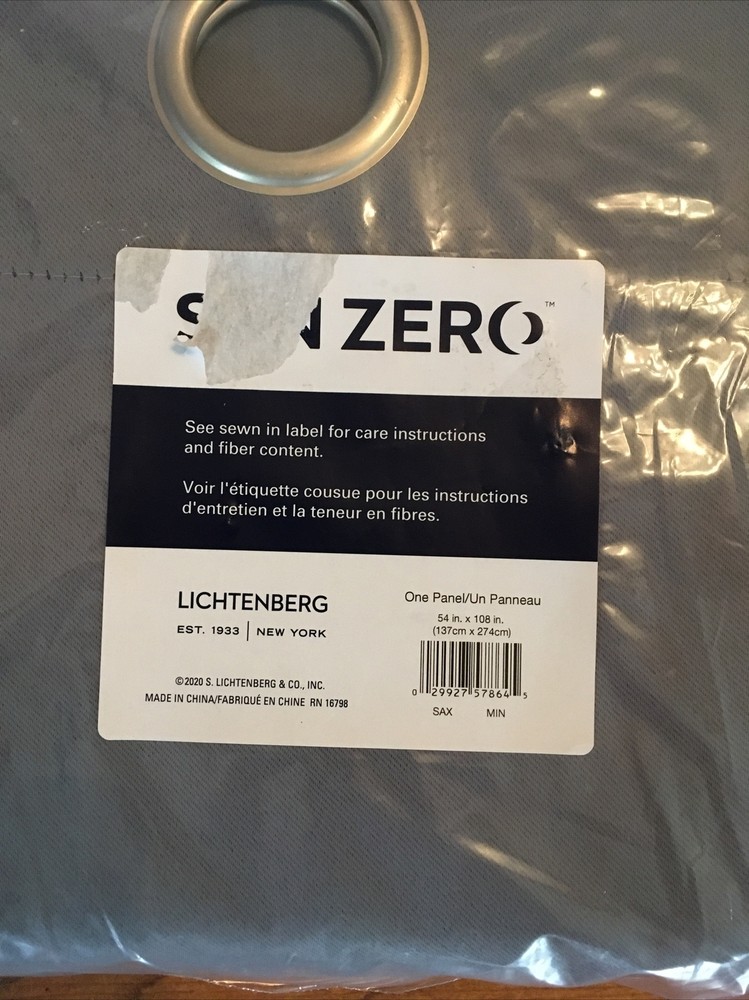 ZERO™
See sewn in label for care instructions
and fiber content.
Voir l'étiquette cousue pour les instructions
d'entretien et la teneur en fibres.
LICHTENBERG
EST. 1933 | NEW YORK
©2020 S. LICHTENBERG & CO., INC.
MADE IN CHINA/FABRIQUÉ EN CHINE RN 16798
One Panel/Un Panneau
54 in. x 108 in.
(137cm x 274cm)
0 29927 57864 5
SAX MIN